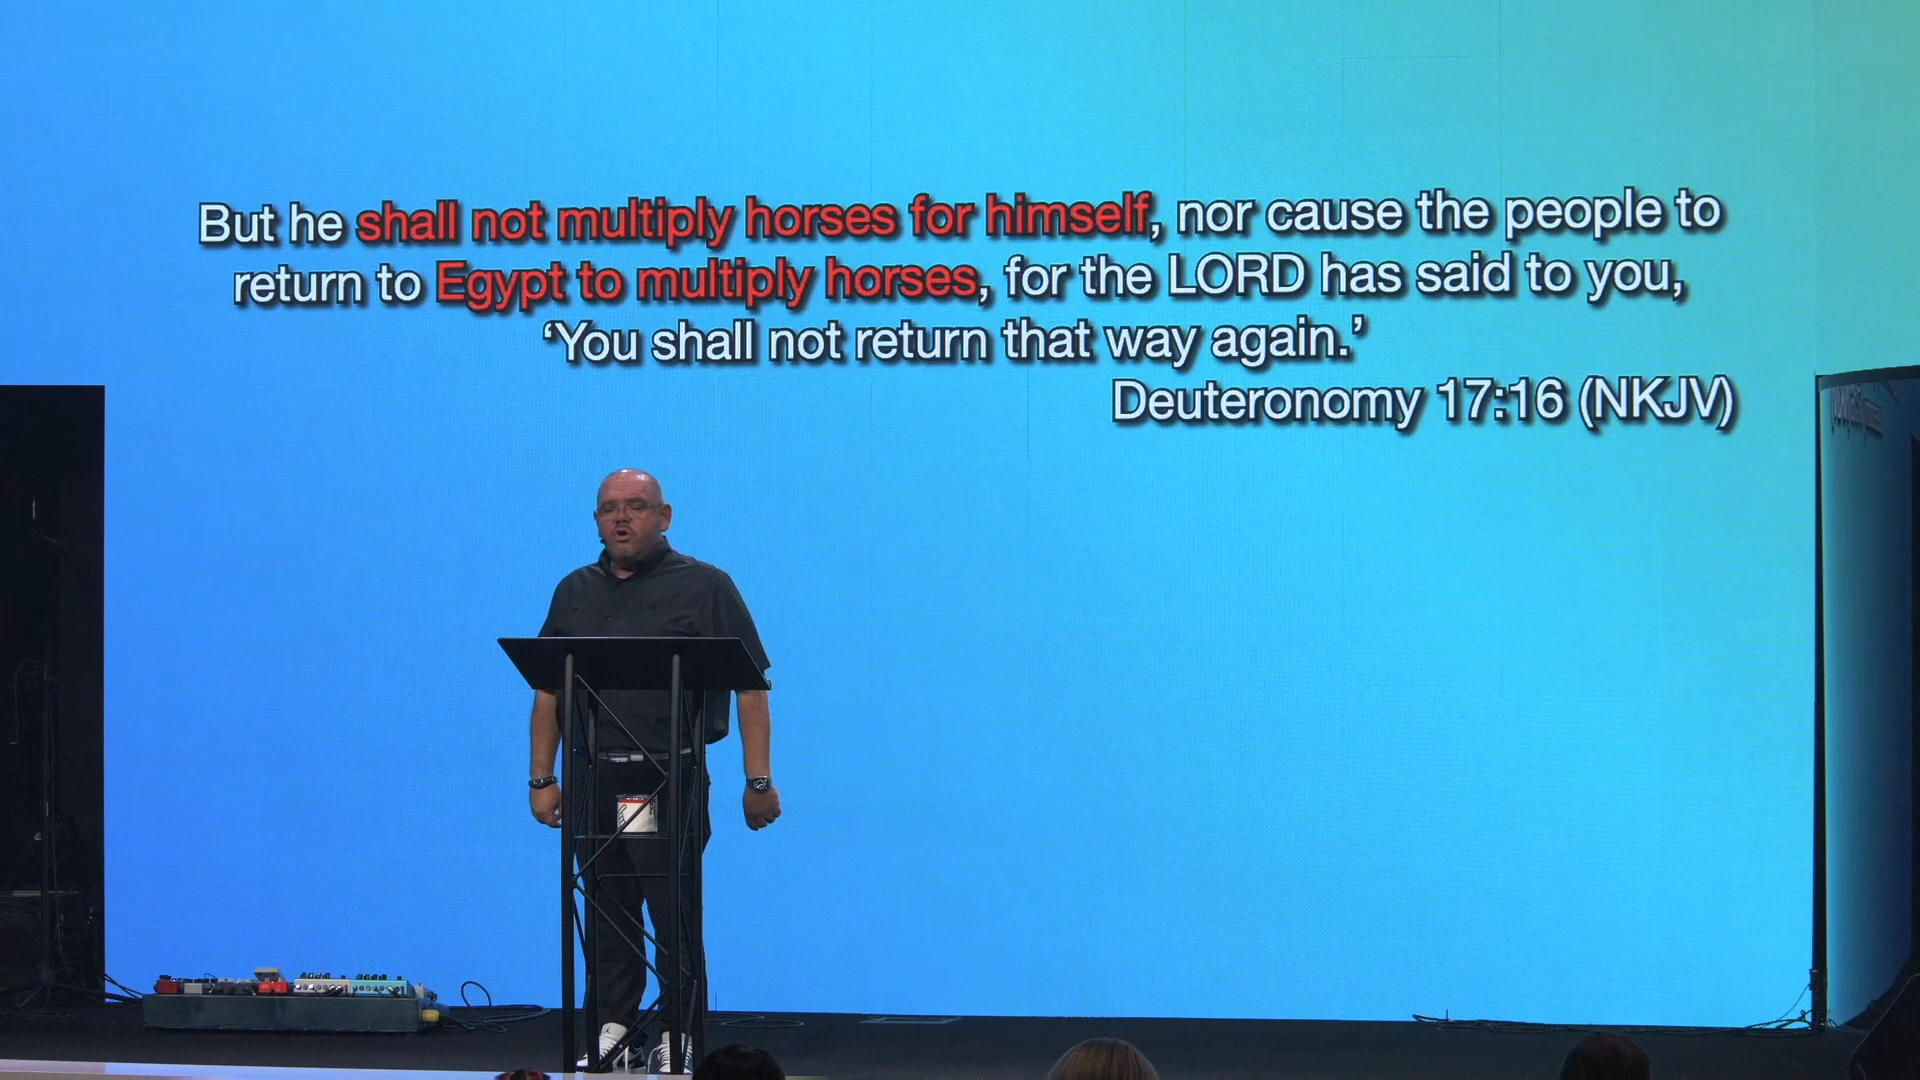 But he shall not multiply horses for himself, nor cause the people to
return to Egypt to multiply horses, for the LORD has said to you,
‘You shall not return that way again.’
Deuteronomy 17:16 (NKJV)